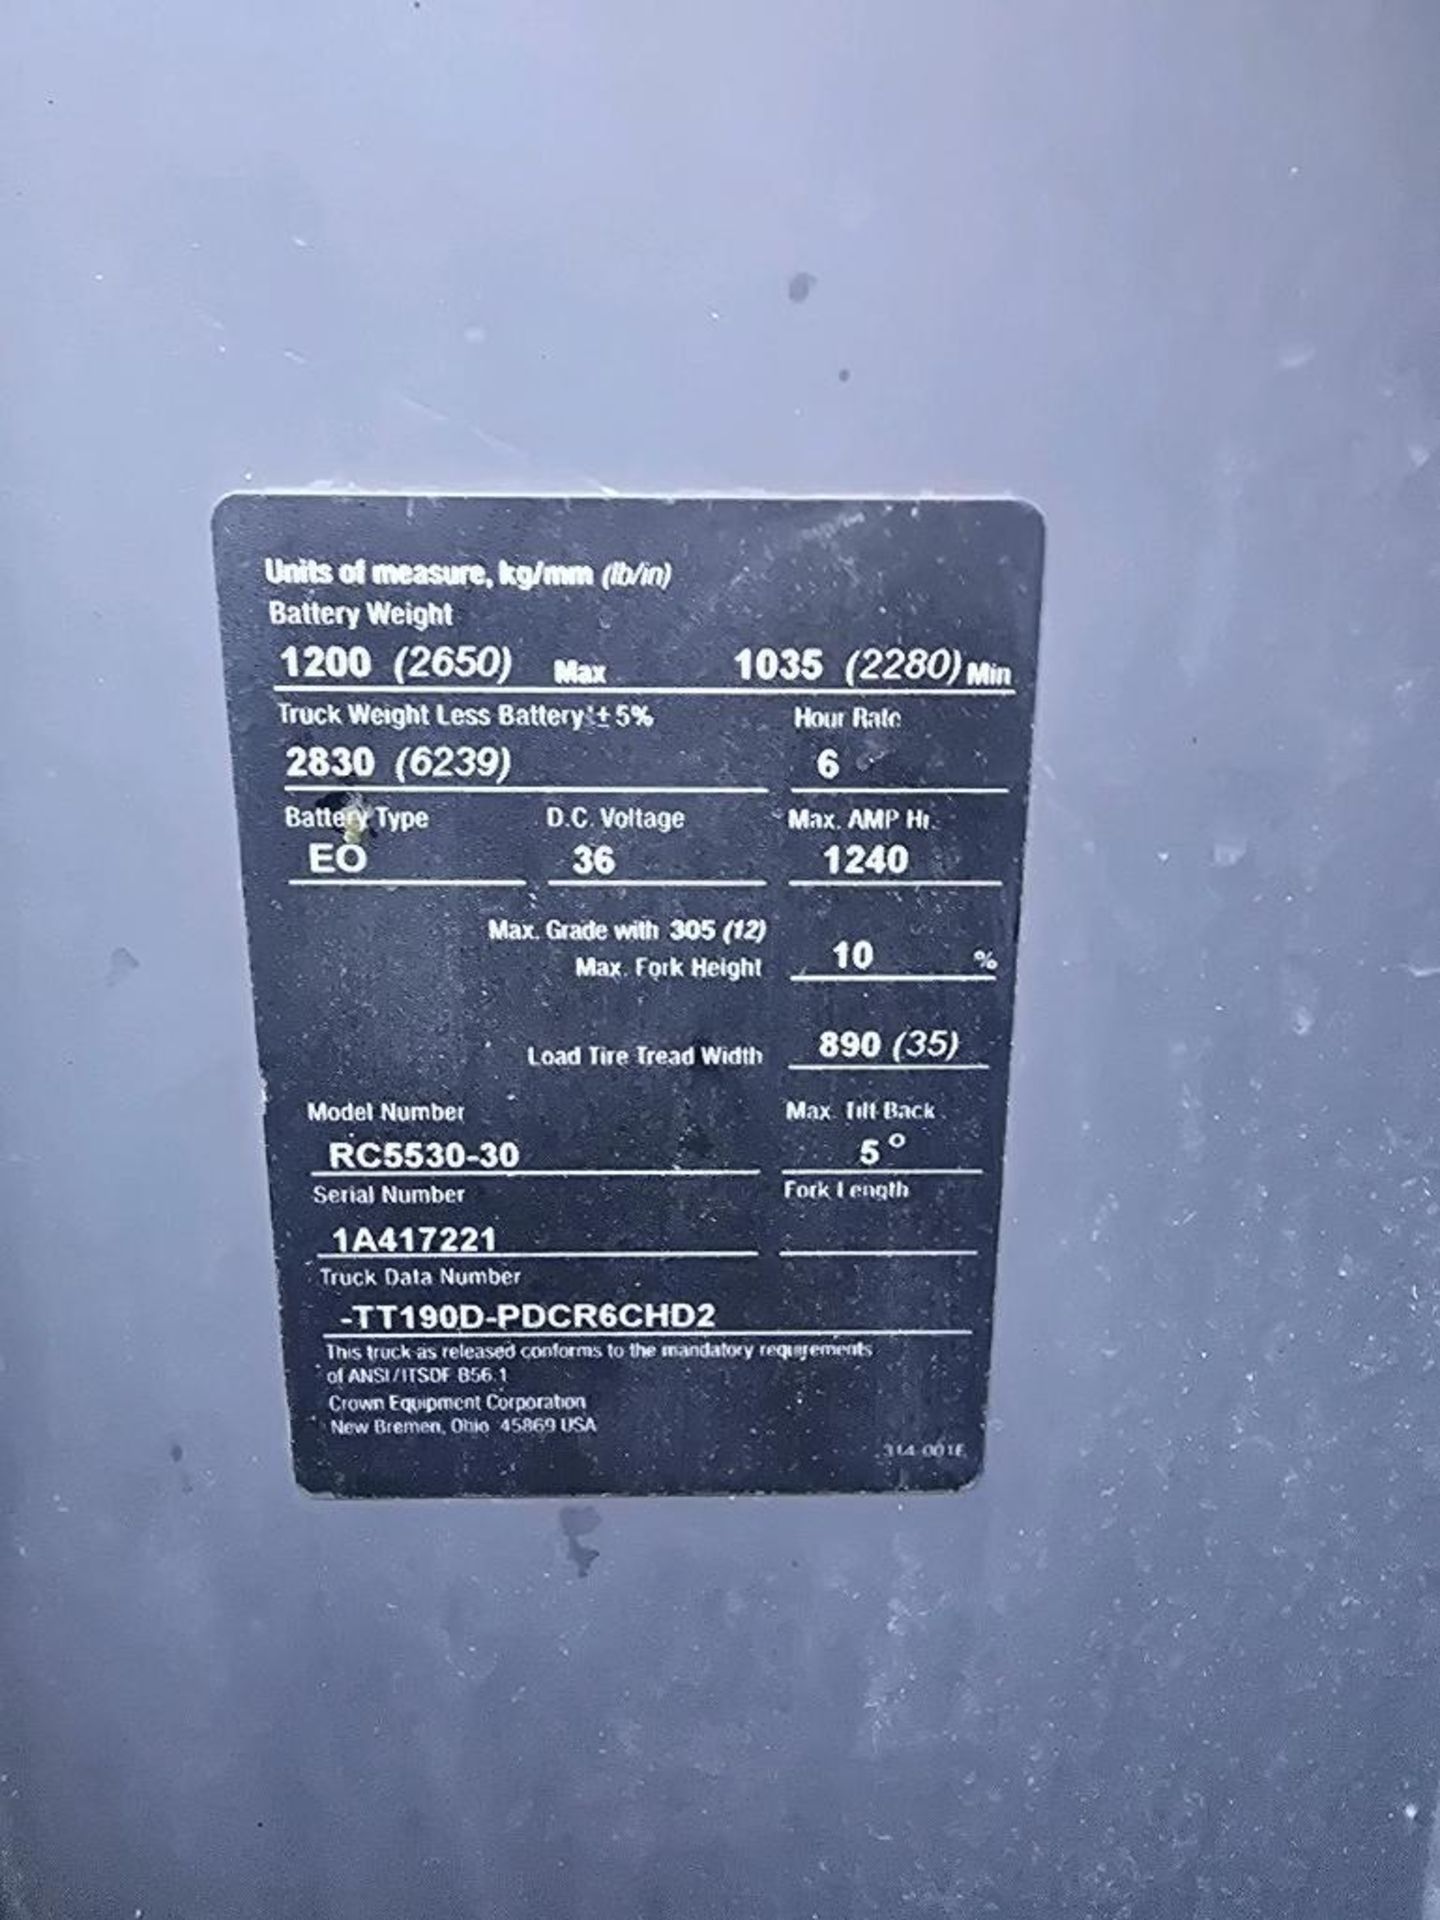 Units of measure, kg/mm (lb/in)
Battery Weight
1200 (2650) Max 1035 (2280) Min
Truck Weight Less Battery ± 5% Hour Rate
2830 (6239) 6
Battery Type D.C. Voltage Max. AMP Hr.
EO 36 1240
Max. Grade with 305 (12)
Max. Fork Height 10 %
Load Tire Tread Width 890 (35)
Model Number Max. Tilt Back
RC5530-30 5°
Serial Number Fork Length
1A417221
Truck Data Number
-TT190D-PDCR6CHD2
This truck as released conforms to the mandatory requirements
of ANSI/ITSDF B56.1
Crown Equipment Corporation
New Bremen, Ohio 45869 USA